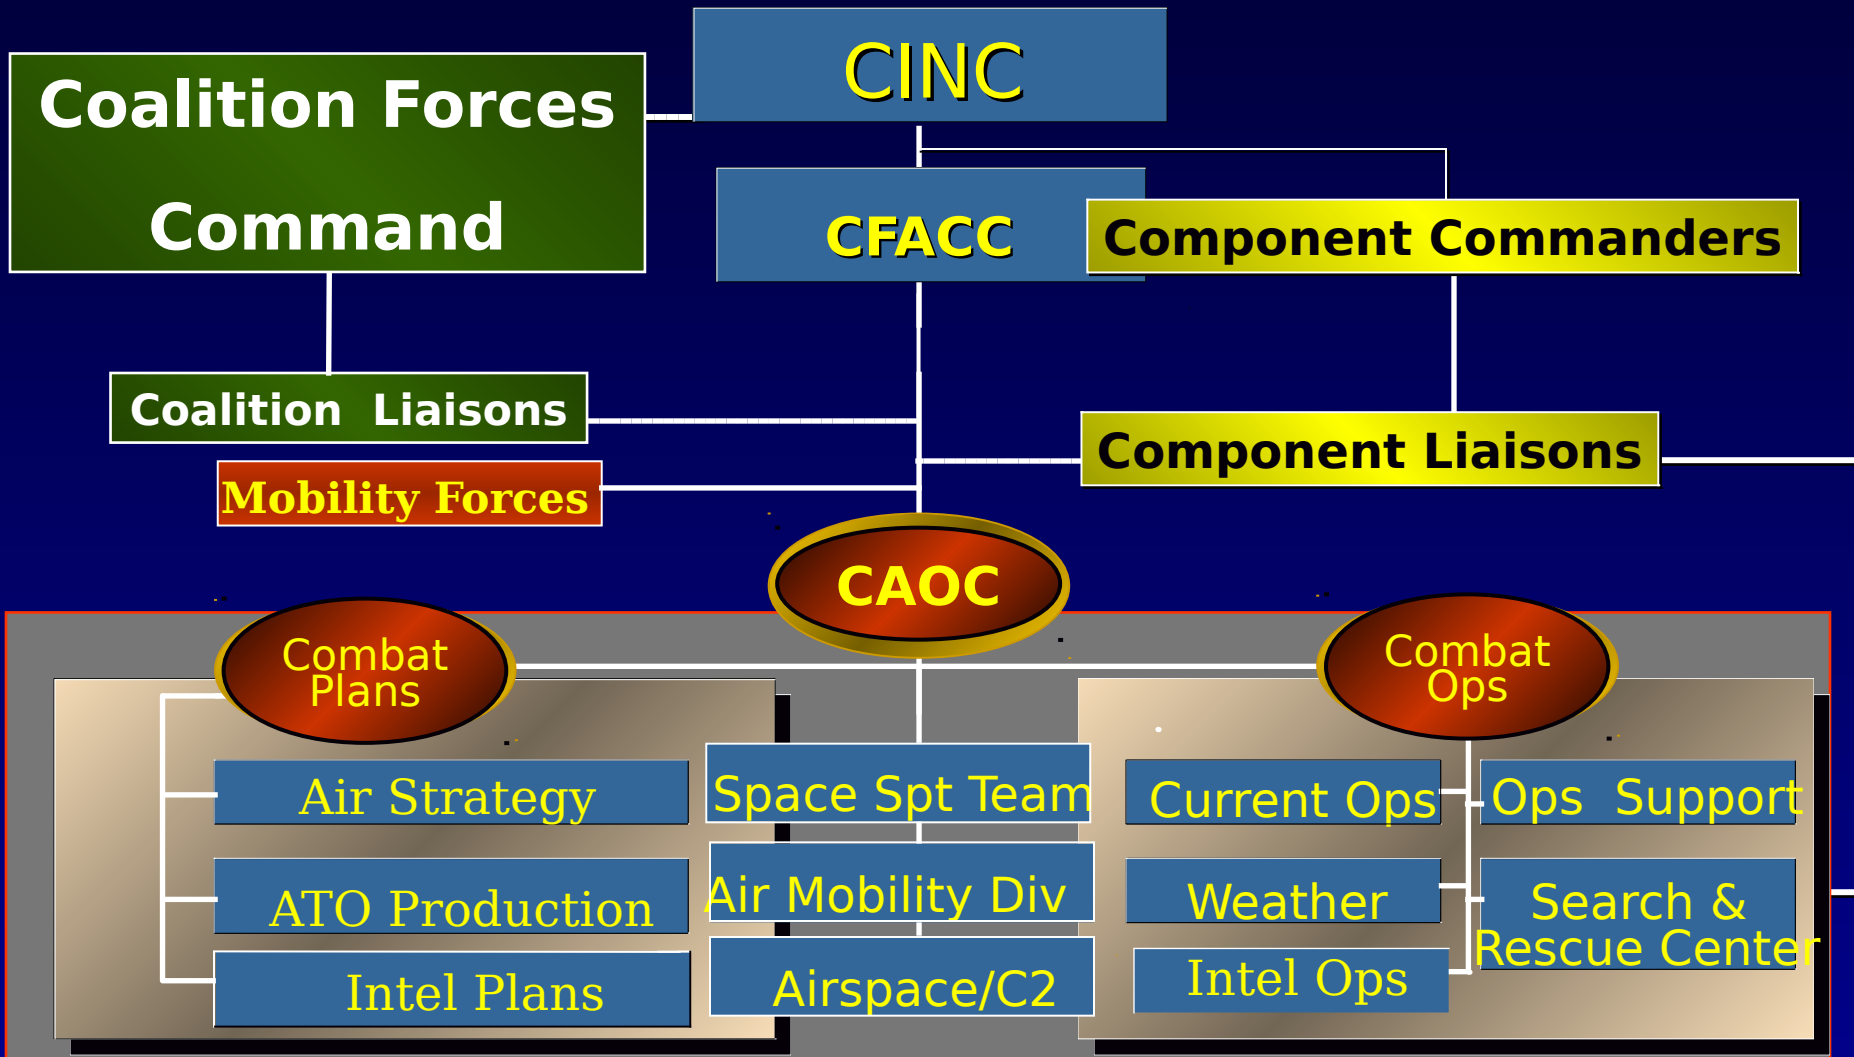 CINC
Coalition Forces
Command
CFACC
Component Commanders
Coalition  Liaisons
Component Liaisons
Mobility Forces
CAOC
Combat
Plans
Combat
Ops
Air Strategy
Space Spt Team
Current Ops
Ops  Support
ATO Production
Air Mobility Div
Weather
Search &
Rescue Center
Intel Plans
Airspace/C2
Intel Ops